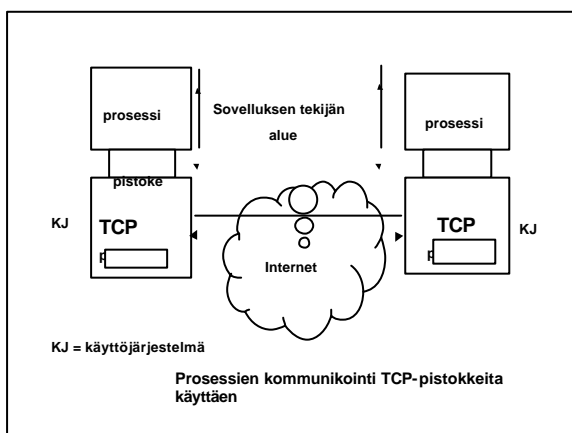 prosessi
Sovelluksen tekijän
alue
prosessi
pistoke
KJ
TCP
p
TCP
p
KJ
Internet
KJ = käyttöjärjestelmä
Prosessien kommunikointi TCP-pistokkeita
käyttäen